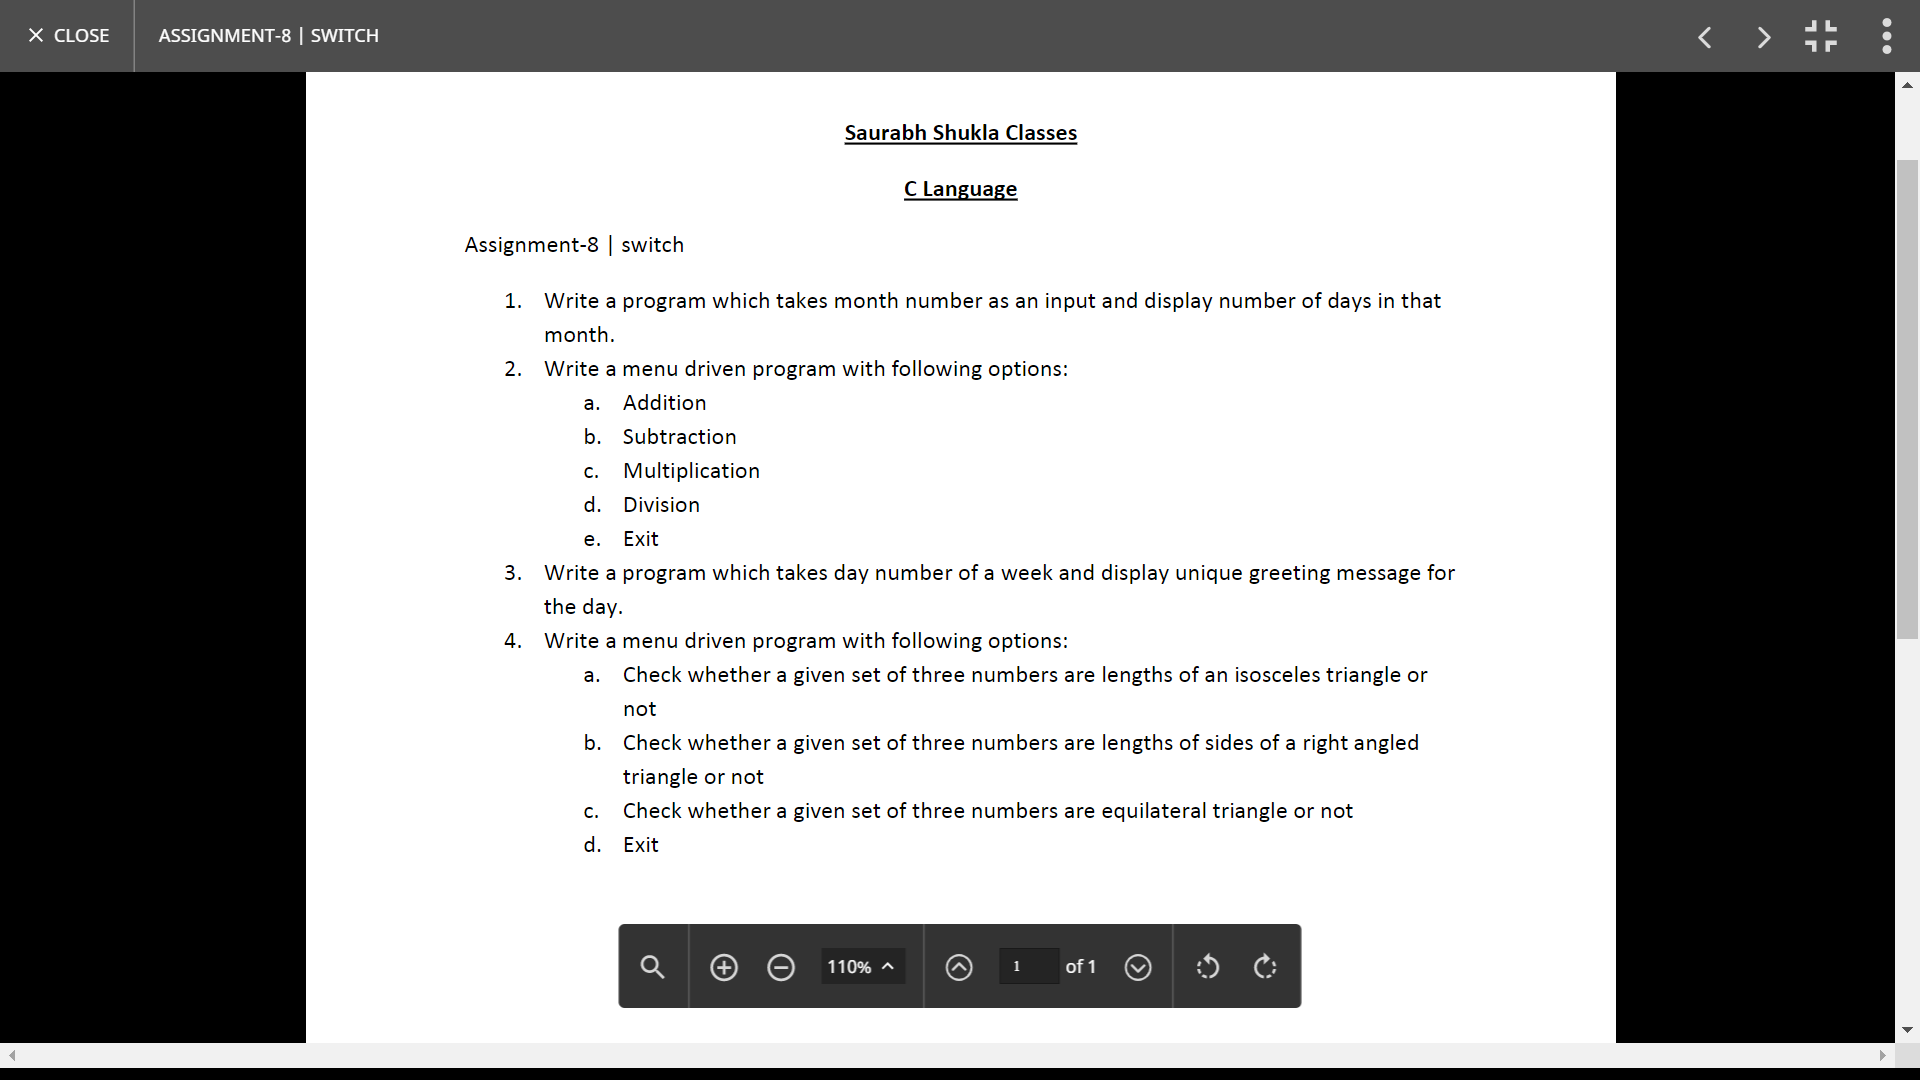 CLOSE
ASSIGNMENT-8 | SWITCH
Saurabh Shukla Classes
C Language
Assignment-8 | switch
1. Write a program which takes month number as an input and display number of days in that
month.
2. Write a menu driven program with following options:
a. Addition
b. Subtraction
c. Multiplication
d. Division
e. Exit
3. Write a program which takes day number of a week and display unique greeting message for
the day.
4. Write a menu driven program with following options:
a. Check whether a given set of three numbers are lengths of an isosceles triangle or
not
b. Check whether a given set of three numbers are lengths of sides of a right angled
triangle or not
c. Check whether a given set of three numbers are equilateral triangle or not
d. Exit
110% 1 of 1